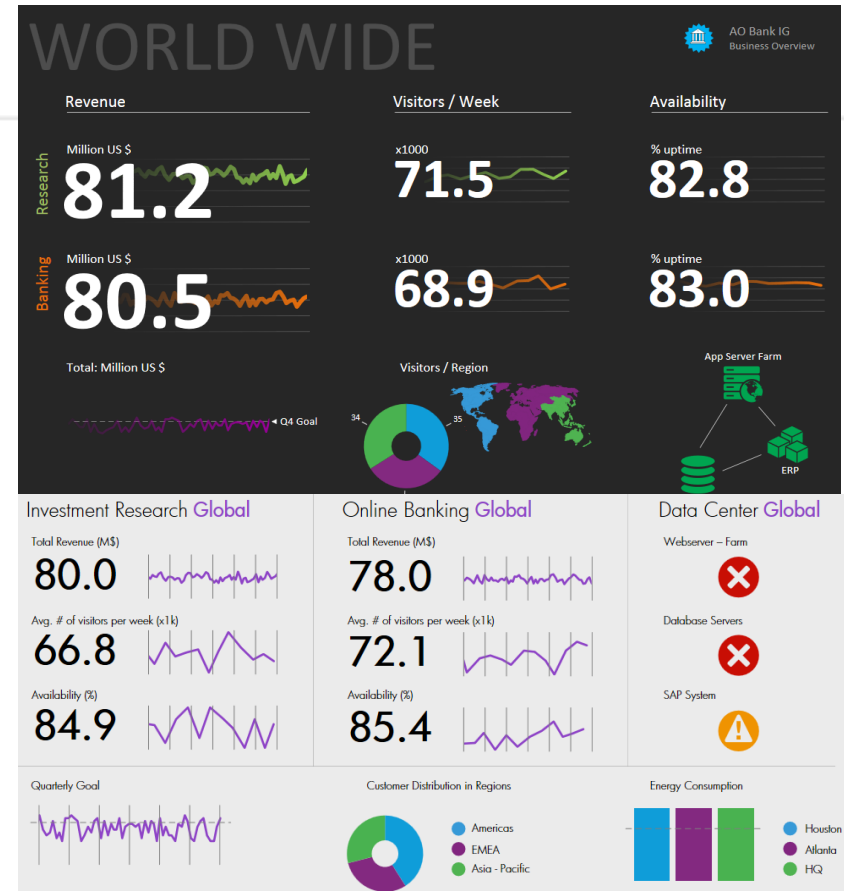 WORLD WIDE
AO Bank IG
Business Overview
Revenue
Visitors / Week
Availability
Research
Million US $
81.2
x1000
71.5
% uptime
82.8
Banking
Million US $
80.5
x1000
68.9
% uptime
83.0
Total: Million US $
Q4 Goal
Visitors / Region
34
35
App Server Farm
ERP
Investment Research Global
Online Banking Global
Data Center Global
Total Revenue (M$)
80.0
Total Revenue (M$)
78.0
Webserver – Farm
Avg. # of visitors per week (x1k)
66.8
Avg. # of visitors per week (x1k)
72.1
Database Servers
Availability (%)
84.9
Availability (%)
85.4
SAP System
Quarterly Goal
Customer Distribution in Regions
Americas
EMEA
Asia - Pacific
Energy Consumption
Houston
Atlanta
HQ